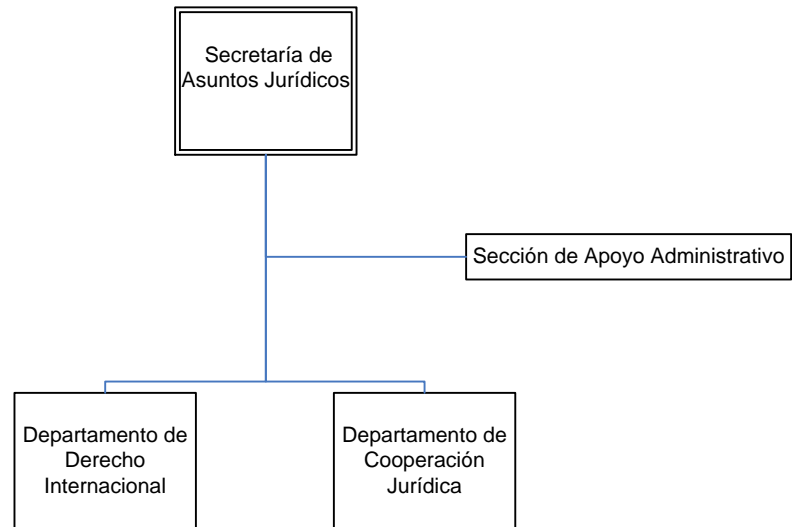 Secretaría de
Asuntos Jurídicos
Sección de Apoyo Administrativo
Departamento de
Derecho
Internacional
Departamento de
Cooperación
Jurídica